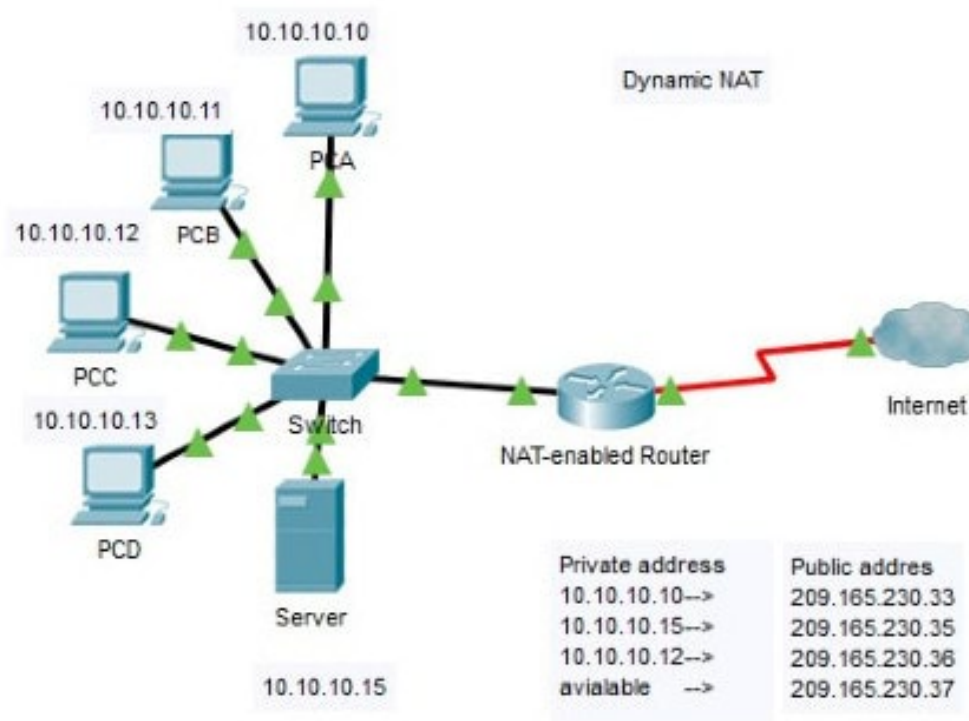 10.10.10.10
Dynamic NAT
10.10.10.11
PCA
10.10.10.12
PCB
PCC
10.10.10.13
Switch
Internet
NAT-enabled Router
PCD
Server
10.10.10.15
Private address
10.10.10.10-->
10.10.10.15-->
10.10.10.12-->
avialable -->
Public addres
209.165.230.33
209.165.230.35
209.165.230.36
209.165.230.37